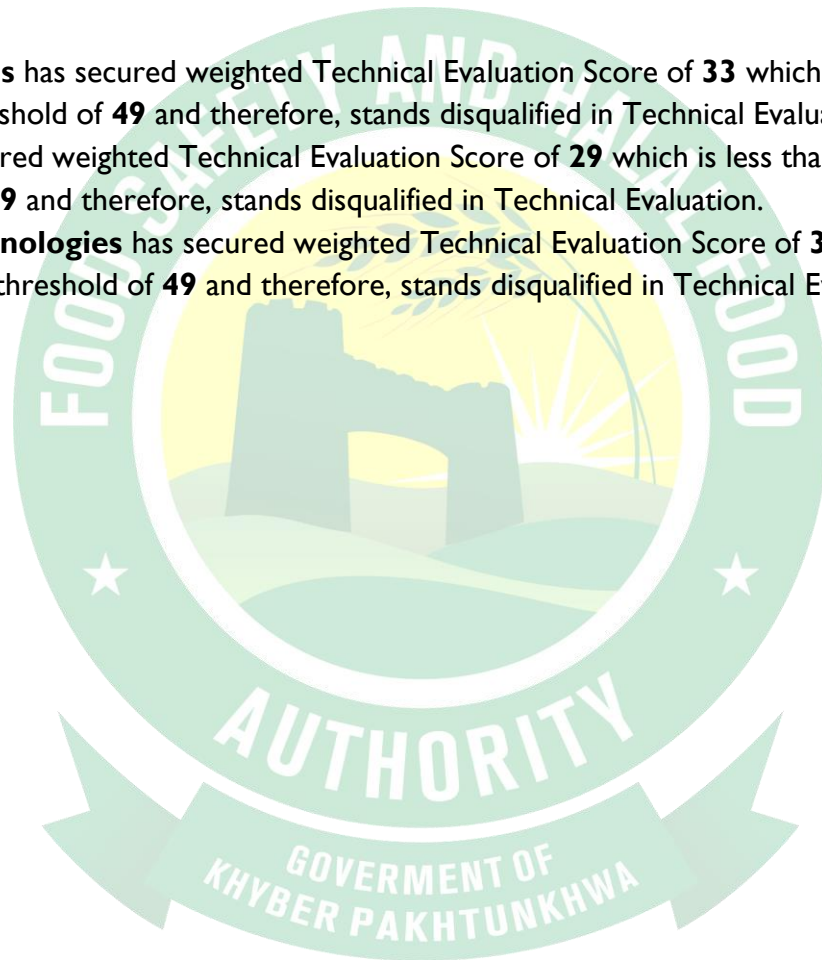 s has secured weighted Technical Evaluation Score of 33 which
shold of 49 and therefore, stands disqualified in Technical Evalua
red weighted Technical Evaluation Score of 29 which is less tha
9 and therefore, stands disqualified in Technical Evaluation.
nologies has secured weighted Technical Evaluation Score of 3
threshold of 49 and therefore, stands disqualified in Technical E
FOOD SAFETY AND HALAL FOOD
AUTHORITY
GOVERMENT OF
KHYBER PAKHTUNKHWA